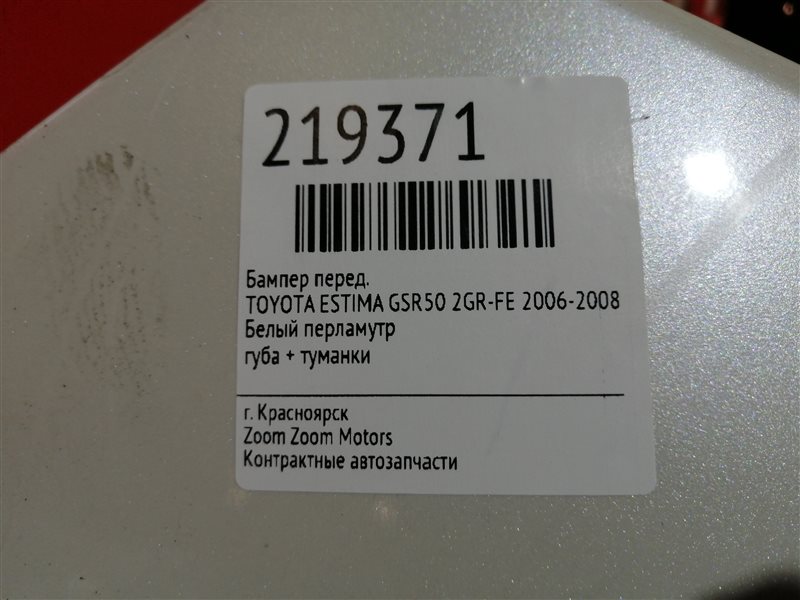 219371
Бампер перед.
TOYOTA ESTIMA GSR50 2GR-FE 2006-2008
Белый перламутр
губа + туманки
г. Красноярск
Zoom Zoom Motors
Контрактные автозапчасти